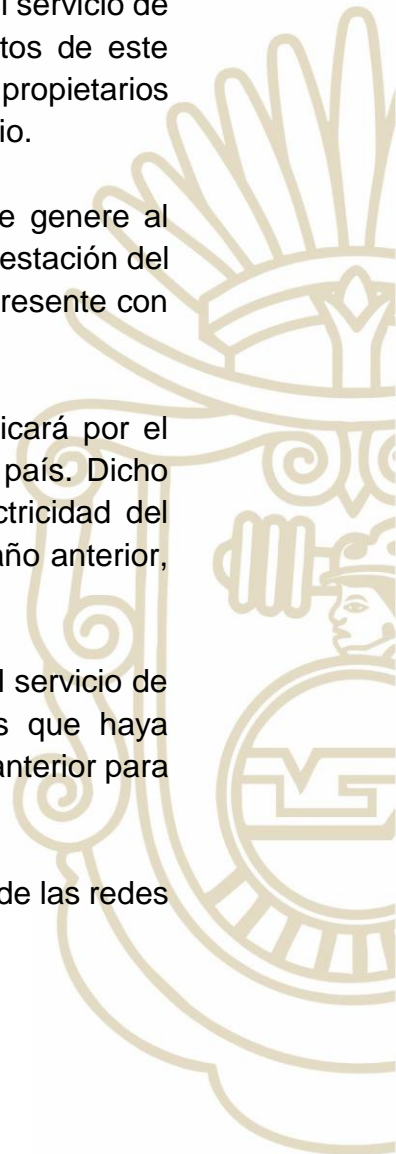 l servicio de
tos de este
propietarios
io.
e genere al
estación del
resente con
icará por el
país. Dicho
ctricidad del
año anterior,
l servicio de
s que haya
anterior para
de las redes